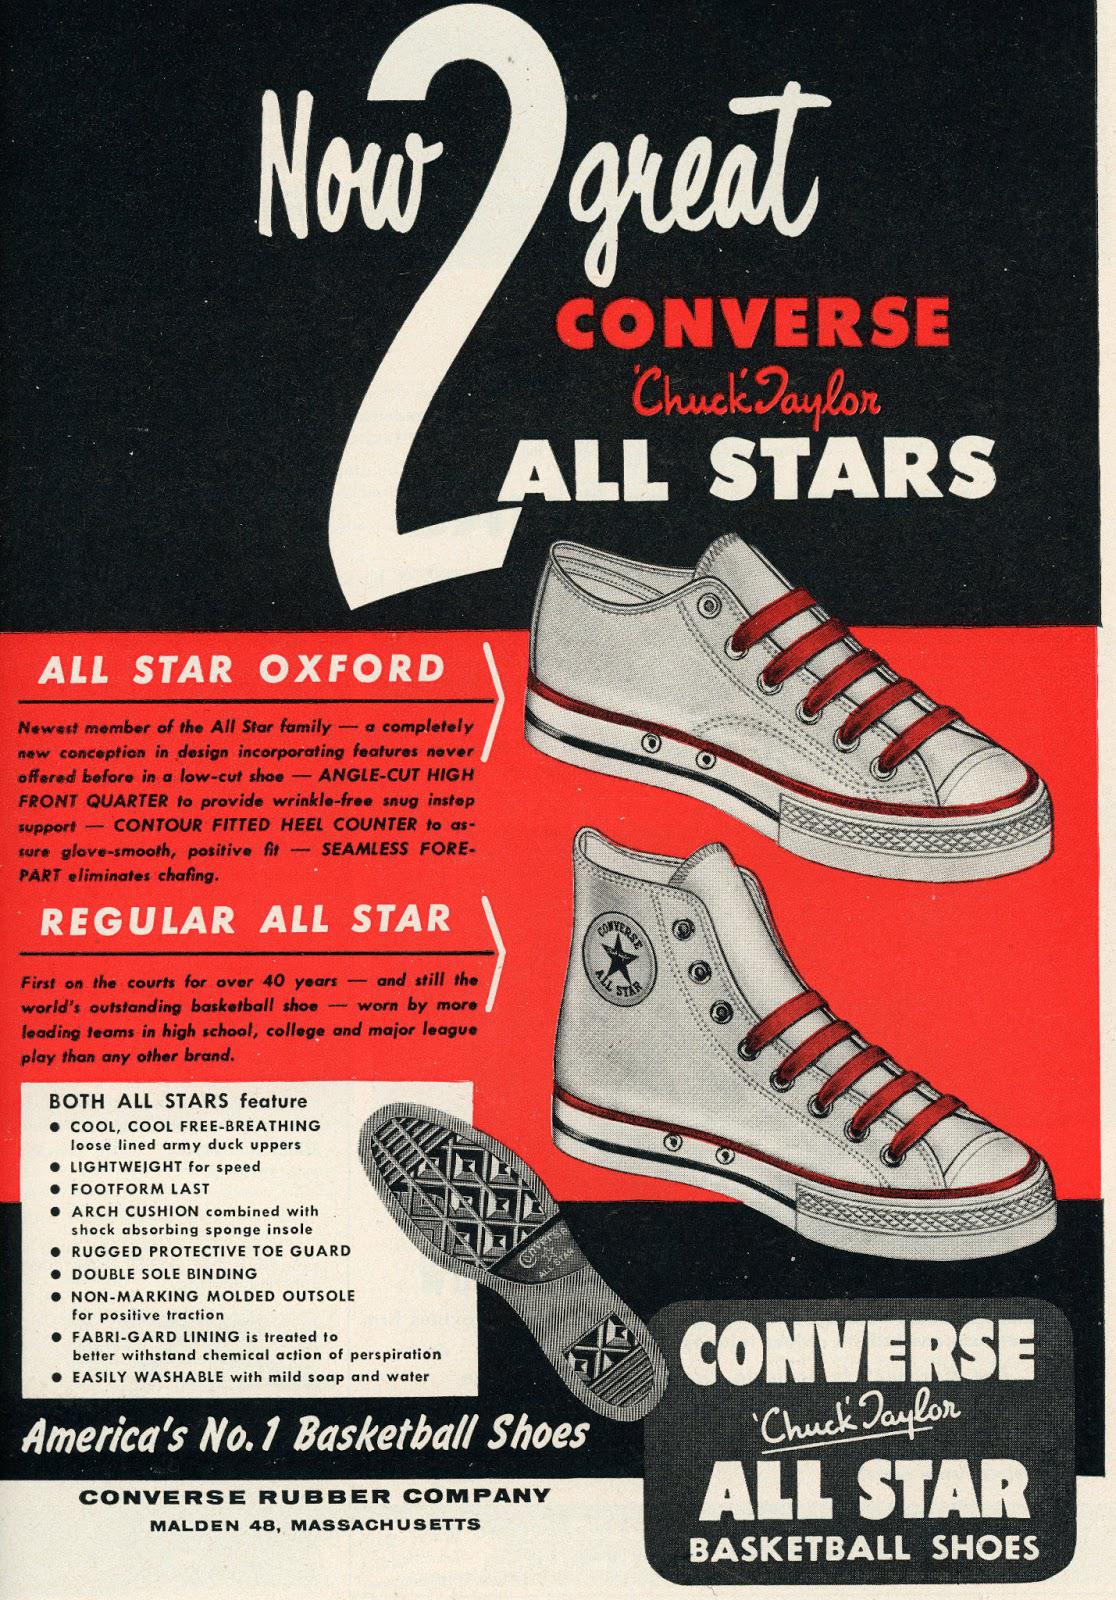 Now 2 great
CONVERSE
'Chuck' Taylor
ALL STARS
ALL STAR OXFORD
Newest member of the All Star family — a completely
new conception in design incorporating features never
offered before in a low-cut shoe — ANGLE-CUT HIGH
FRONT QUARTER to provide wrinkle-free snug instep
support — CONTOUR FITTED HEEL COUNTER to as-
sure glove-smooth, positive fit — SEAMLESS FORE-
PART eliminates chafing.
REGULAR ALL STAR
First on the courts for over 40 years — and still the
world's outstanding basketball shoe — worn by more
leading teams in high school, college and major league
play than any other brand.
CONVERSE
ALL STAR
BOTH ALL STARS feature
● COOL, COOL FREE-BREATHING
loose lined army duck uppers
● LIGHTWEIGHT for speed
● FOOTFORM LAST
● ARCH CUSHION combined with
shock absorbing sponge insole
● RUGGED PROTECTIVE TOE GUARD
● DOUBLE SOLE BINDING
● NON-MARKING MOLDED OUTSOLE
for positive traction
● FABRI-GARD LINING is treated to
better withstand chemical action of perspiration
● EASILY WASHABLE with mild soap and water
CONVERSE
ALL STAR
America's No. 1 Basketball Shoes
CONVERSE RUBBER COMPANY
MALDEN 48, MASSACHUSETTS
CONVERSE
'Chuck' Taylor
ALL STAR
BASKETBALL SHOES